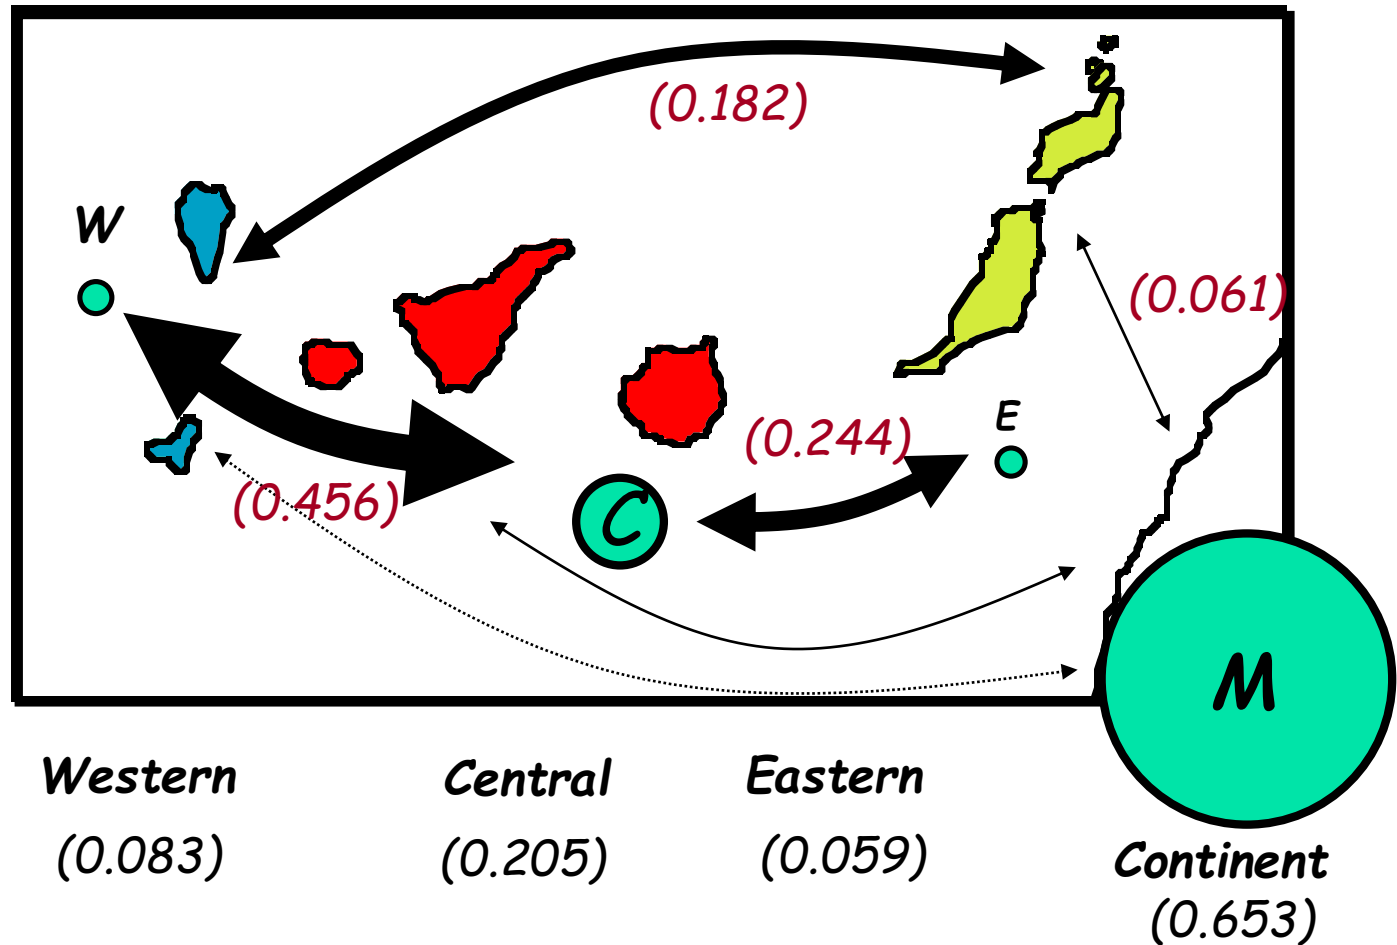 (0.182)
W
(0.061)
E
(0.244)
(0.456)
C
M
Western
Central
Eastern
(0.083)
(0.205)
(0.059)
Continent
(0.653)